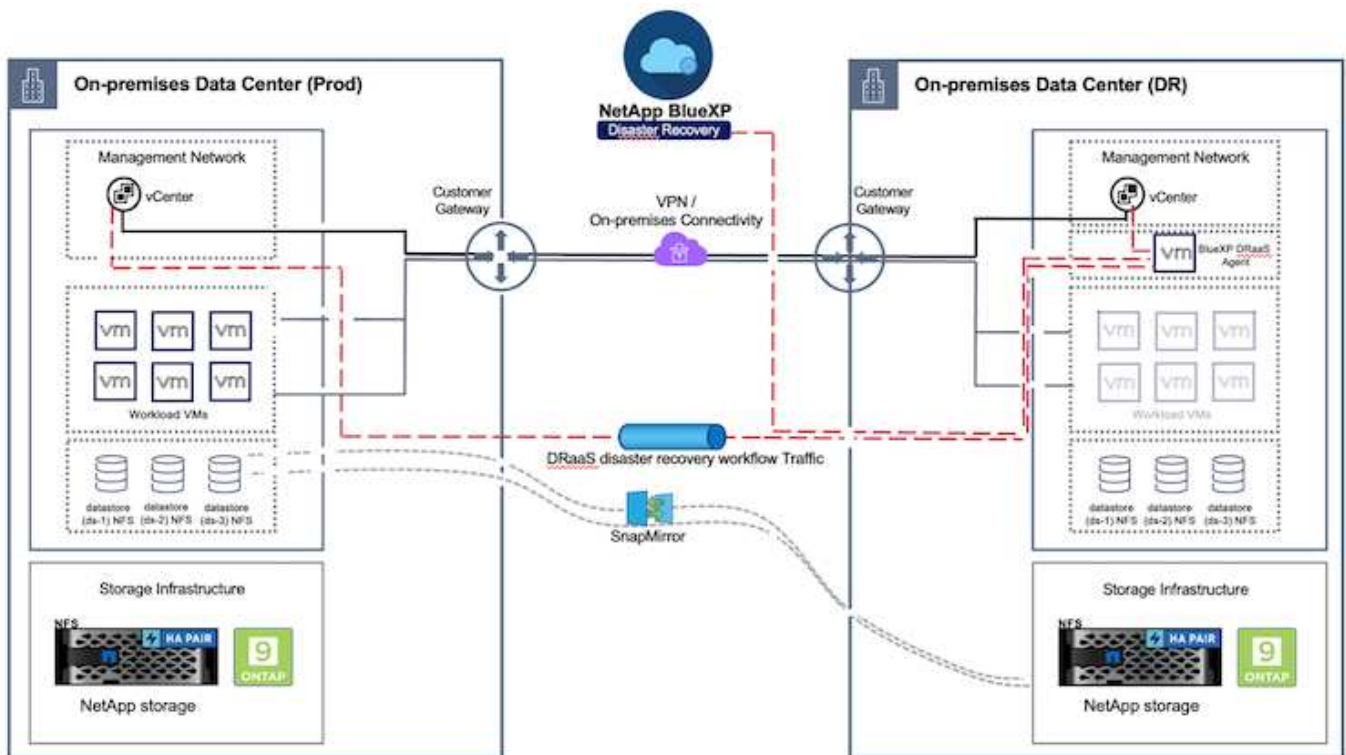 On-premises Data Center (Prod)
Management Network
vCenter
vm vm vm
vm vm vm
Workload VMs
datastore datastore datastore
(ds-1) NFS (ds-2) NFS (ds-3) NFS
Storage Infrastructure
NFS
HA PAIR
9
ONTAP
NetApp storage
Customer
Gateway
NetApp BlueXP
Disaster Recovery
VPN /
On-premises Connectivity
DRaaS disaster recovery workflow Traffic
SnapMirror
Customer
Gateway
On-premises Data Center (DR)
Management Network
vCenter
vm
BlueXP DRaaS
Agent
vm vm vm
vm vm vm
Workload VMs
datastore datastore datastore
(ds-1) NFS (ds-2) NFS (ds-3) NFS
Storage Infrastructure
NFS
HA PAIR
9
ONTAP
NetApp storage